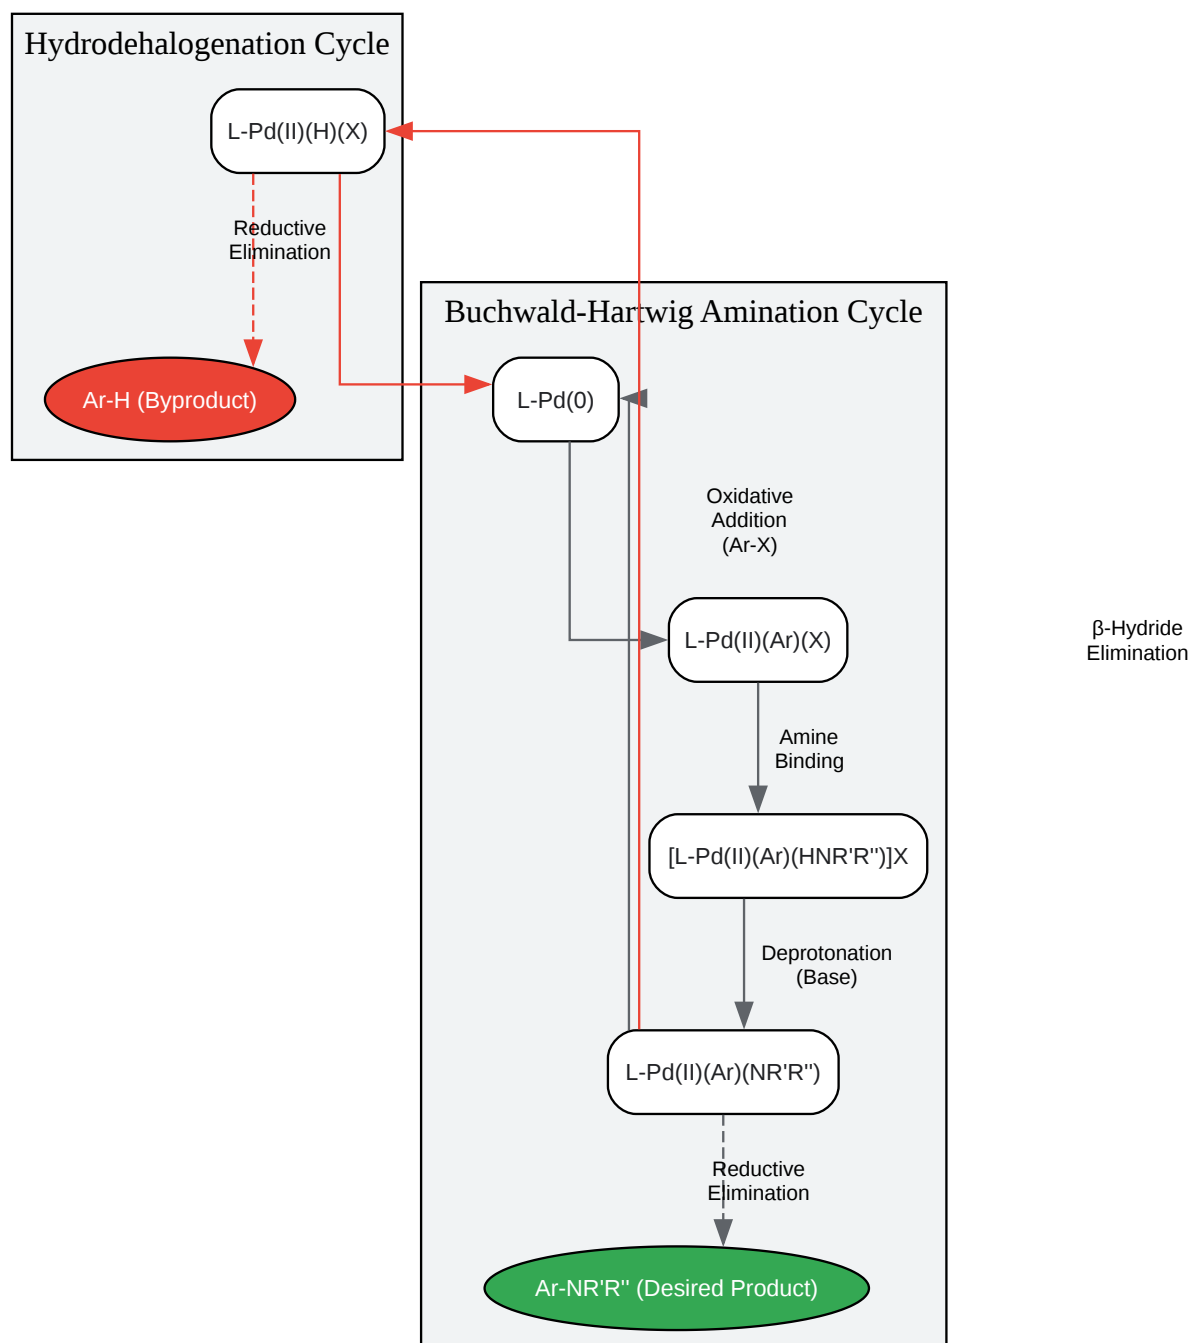 Hydrodehalogenation Cycle
L-Pd(II)(H)(X)
Reductive
Elimination
Ar-H (Byproduct)
Buchwald-Hartwig Amination Cycle
L-Pd(0)
Oxidative
Addition
(Ar-X)
L-Pd(II)(Ar)(X)
β-Hydride
Elimination
Amine
Binding
[L-Pd(II)(Ar)(HNR'R'')]X
Deprotonation
(Base)
L-Pd(II)(Ar)(NR'R'')
Reductive
Elimination
Ar-NR'R'' (Desired Product)